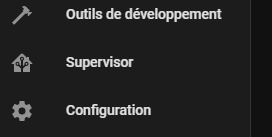 Outils de développement
Supervisor
Configuration